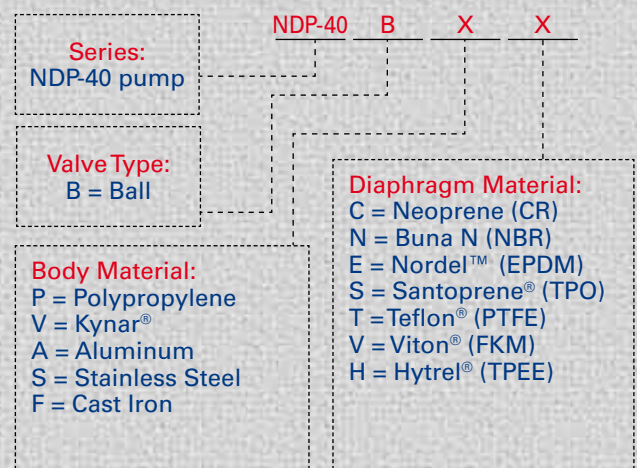 NDP-40 B X X
Series:
NDP-40 pump
Valve Type:
B = Ball
Body Material:
P = Polypropylene
V = Kynar®
A = Aluminum
S = Stainless Steel
F = Cast Iron
Diaphragm Material:
C = Neoprene (CR)
N = Buna N (NBR)
E = Nordel™ (EPDM)
S = Santoprene® (TPO)
T = Teflon® (PTFE)
V = Viton® (FKM)
H = Hytrel® (TPEE)